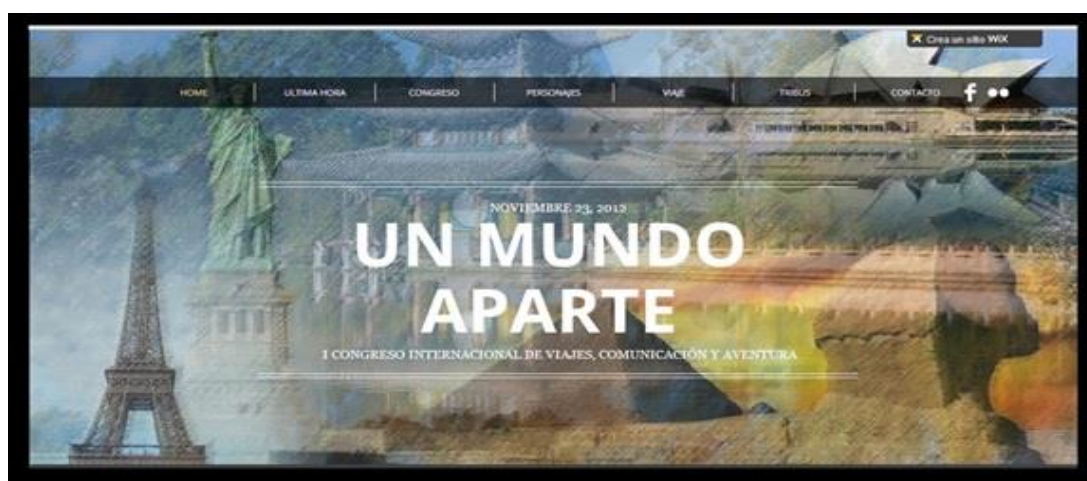 Crea un sitio WiX
HOME ULTIMA HORA CONGRESO PERSONAJES VIAJE TRIBUS CONTACTO f
NOVIEMBRE 23, 2012
UN MUNDO
APARTE
I CONGRESO INTERNACIONAL DE VIAJES, COMUNICACIÓN Y AVENTURA